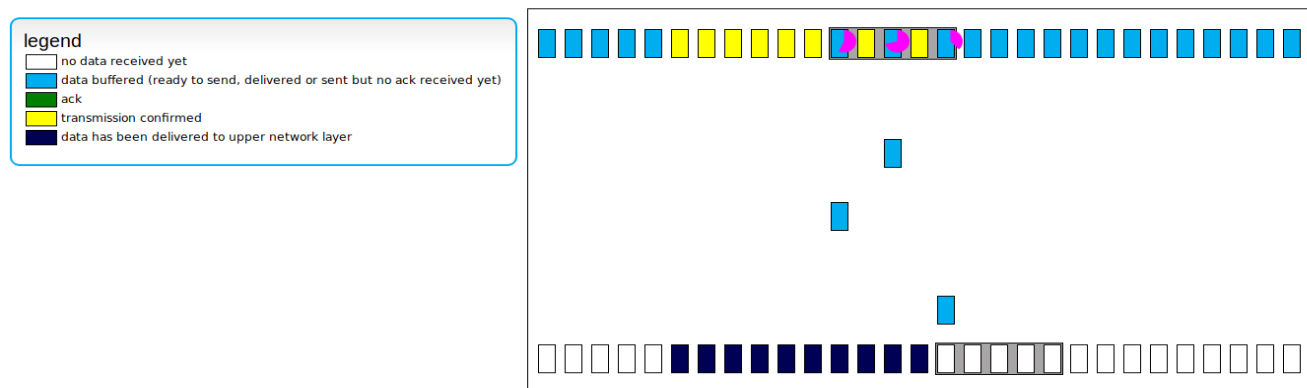 legend
no data received yet
data buffered (ready to send, delivered or sent but no ack received yet)
ack
transmission confirmed
data has been delivered to upper network layer